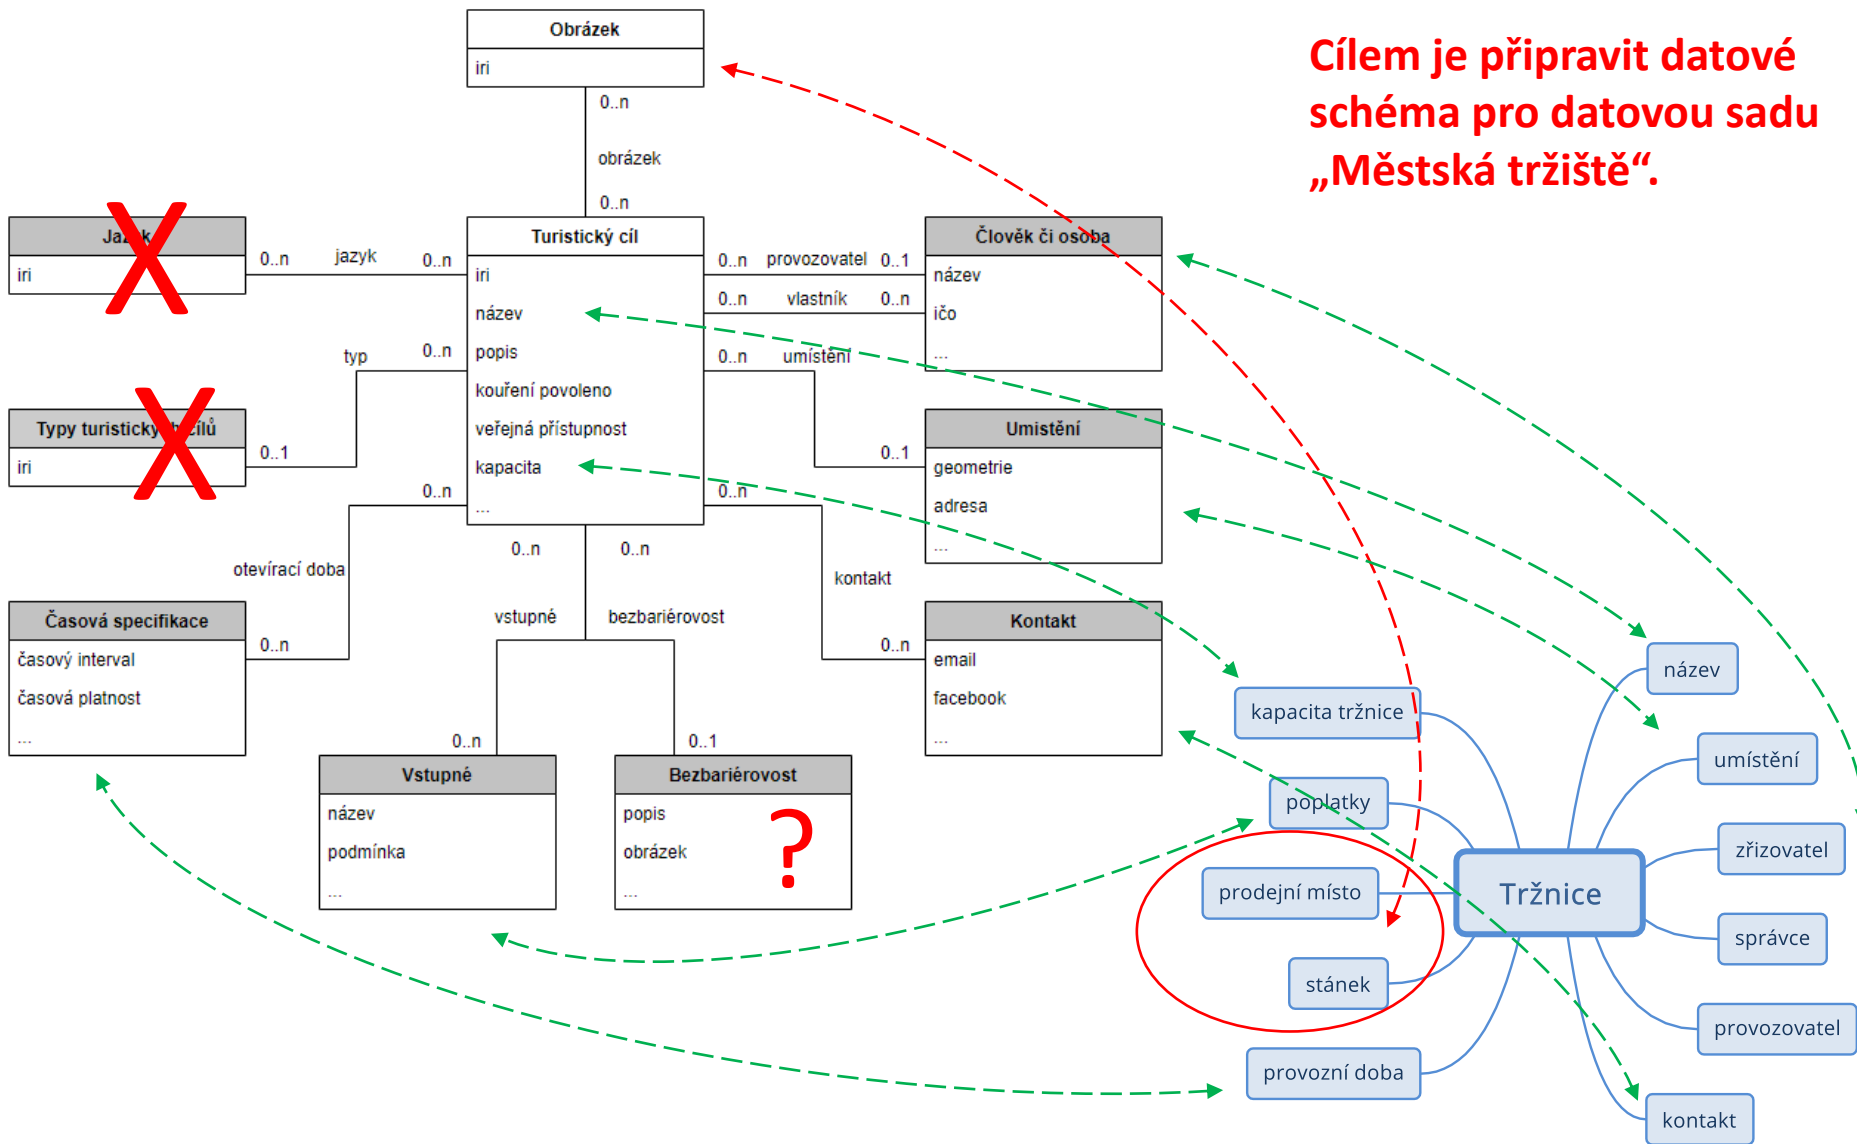 Cílem je připravit datové
schéma pro datovou sadu
„Městská tržiště“.
Obrázek
iri
0..n
obrázek
0..n
Jazyk
iri
0..n
jazyk
0..n
Turistický cíl
iri
název
popis
kouření povoleno
veřejná přístupnost
kapacita
...
0..n
provozovatel
0..1
0..n
vlastník
0..n
Člověk či osoba
název
ičo
...
typ
0..n
0..n
umístění
X
X
Typy turistických cílů
iri
0..1
0..1
Umistění
geometrie
adresa
...
0..n
0..n
otevírací doba
0..n
0..n
kontakt
Časová specifikace
časový interval
časová platnost
...
0..n
vstupné
bezbariérovost
0..n
Kontakt
email
facebook
...
0..n
0..1
Vstupné
název
podmínka
...
Bezbariérovost
popis
obrázek
...
?
Tržnice
kapacita tržnice
poplatky
prodejní místo
stánek
provozní doba
název
umístění
zřizovatel
správce
provozovatel
kontakt